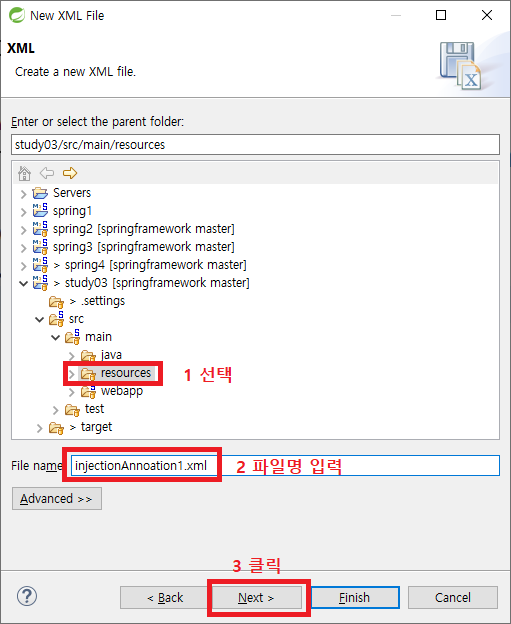 New XML File
XML
Create a new XML file.
Enter or select the parent folder:
study03/src/main/resources
Servers
spring1
spring2 [springframework master]
spring3 [springframework master]
> spring4 [springframework master]
> study03 [springframework master]
> .settings
src
main
java
resources
1 선택
webapp
test
> target
File name:
injectionAnnoation1.xml
2 파일명 입력
Advanced >>
3 클릭
< Back
Next >
Finish
Cancel